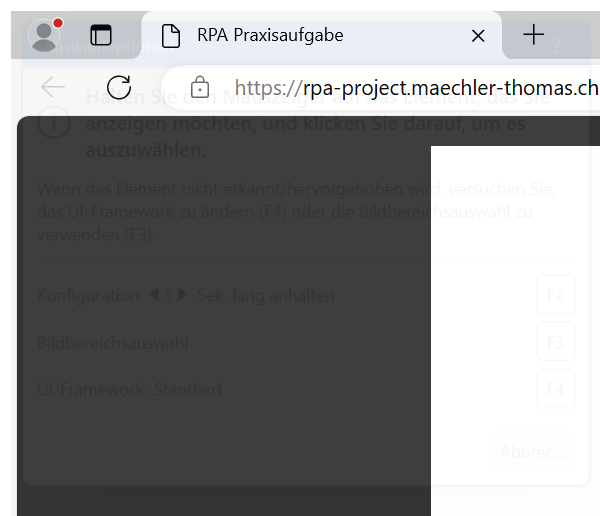 RPA Praxisaufgabe
Auswahloptionen
?
https://rpa-project.maechler-thomas.ch
Halten Sie den Mauszeiger auf das Element, das Sie
anzeigen möchten, und klicken Sie darauf, um es
auszuwählen.
Wenn das Element nicht erkannt/hervorgehoben wird, versuchen Sie,
das UI-Framework zu ändern (F4) oder die Bildbereichsauswahl zu
verwenden (F3).
Konfiguration 5 Sek. lang anhalten F2
Bildbereichsauswahl F3
UI-Framework: Standard F4
Abbrec...